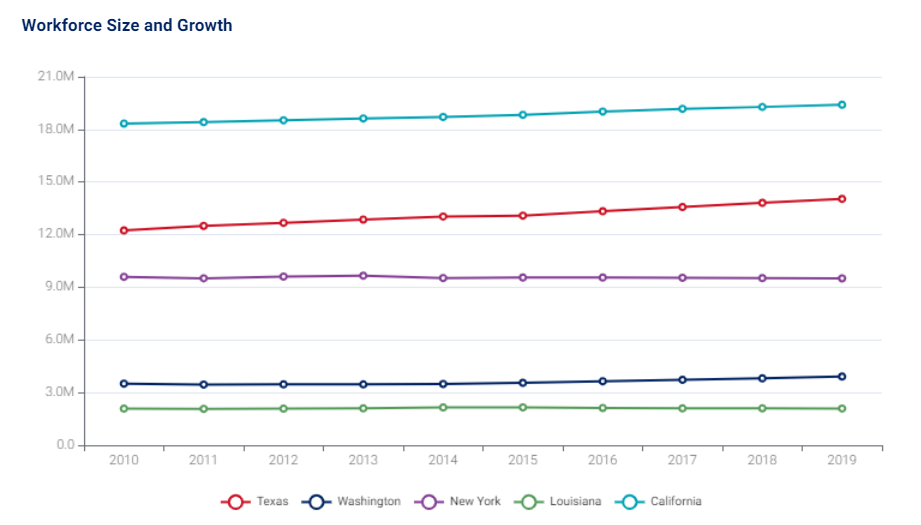 Workforce Size and Growth
21.0M
18.0M
15.0M
12.0M
9.0M
6.0M
3.0M
0.0
2010 2011 2012 2013 2014 2015 2016 2017 2018 2019
Texas Washington New York Louisiana California